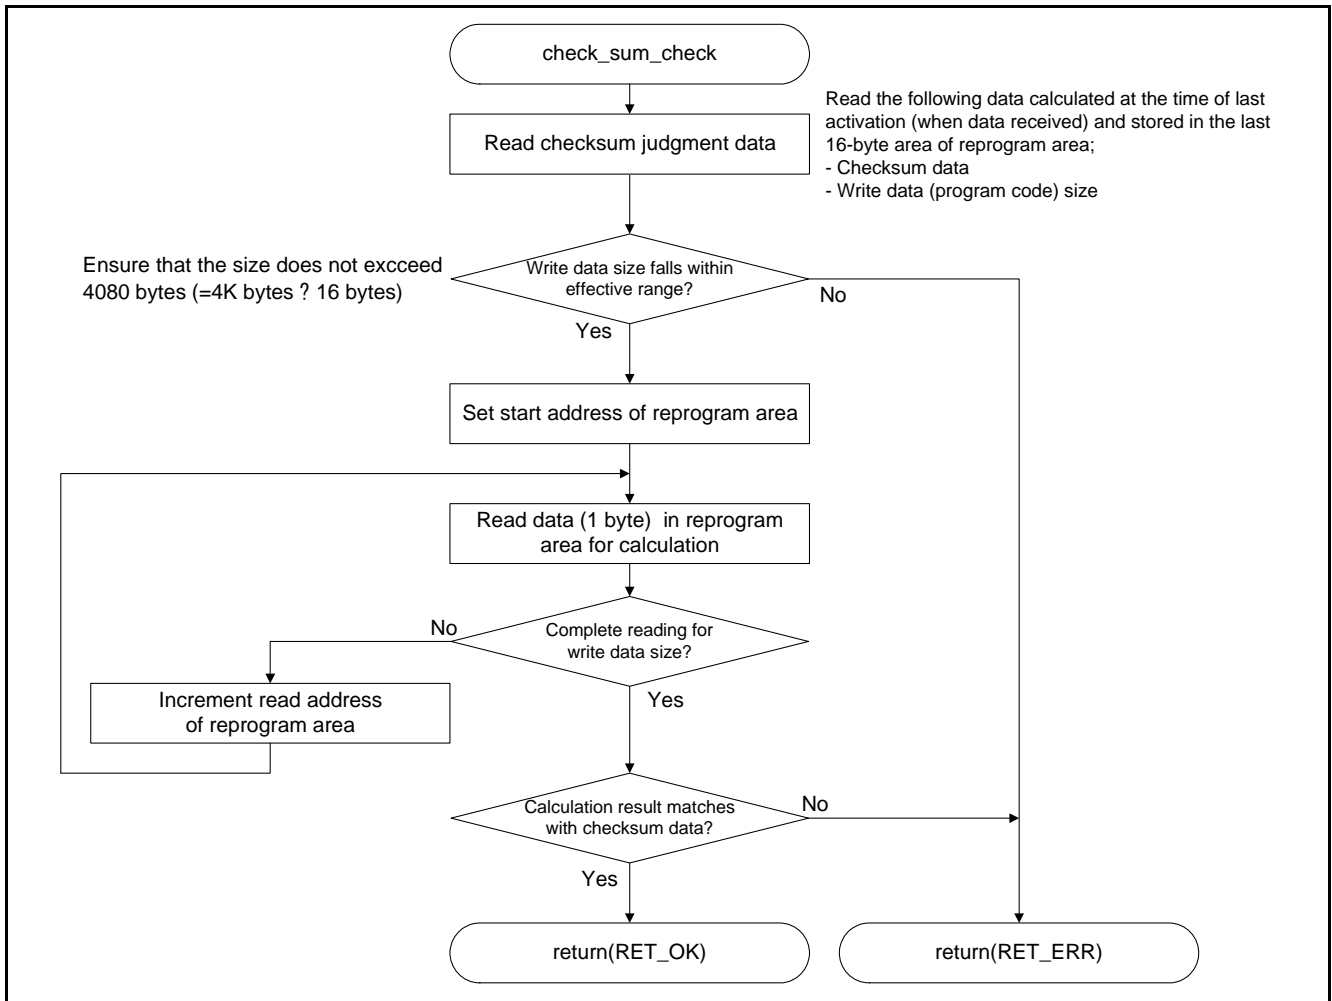 check_sum_check
Read checksum judgment data
Read the following data calculated at the time of last
activation (when data received) and stored in the last
16-byte area of reprogram area;
- Checksum data
- Write data (program code) size
Ensure that the size does not excceed
4080 bytes (=4K bytes ? 16 bytes)
Write data size falls within
effective range?
No
Yes
Set start address of reprogram area
Read data (1 byte)  in reprogram
area for calculation
No
Complete reading for
write data size?
Yes
Increment read address
of reprogram area
Calculation result matches
with checksum data?
No
Yes
return(RET_OK)
return(RET_ERR)